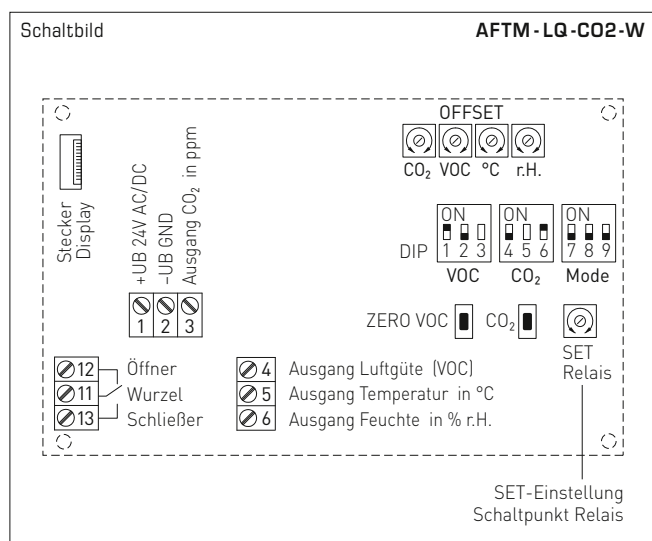 Schaltbild AFTM-LQ-CO2-W
OFFSET
CO₂ VOC °C r.H.
Stecker
Display
+UB 24V AC/DC
–UB GND
Ausgang CO₂ in ppm
1 2 3
ON ON ON
DIP 1 2 3 4 5 6 7 8 9
VOC CO₂ Mode
ZERO VOC CO₂
SET
Relais
12 Öffner
11 Wurzel
13 Schließer
4 Ausgang Luftgüte (VOC)
5 Ausgang Temperatur in °C
6 Ausgang Feuchte in % r.H.
SET-Einstellung
Schaltpunkt Relais